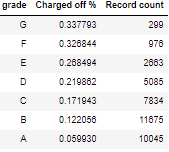 grade Charged off % Record count
G 0.337793 299
F 0.326844 976
E 0.268494 2663
D 0.219862 5085
C 0.171943 7834
B 0.122056 11675
A 0.059930 10045